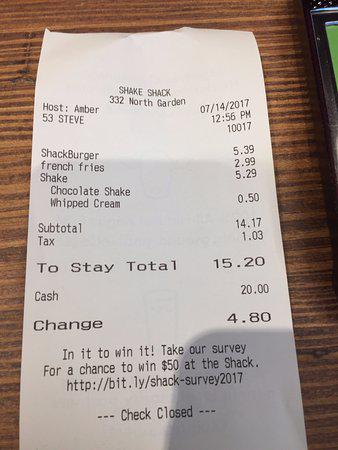 SHAKE SHACK
332 North Garden
Host: Amber 07/14/2017
53 STEVE 12:56 PM
10017
ShackBurger 5.39
french fries 2.99
Shake 5.29
Chocolate Shake
Whipped Cream 0.50
Subtotal 14.17
Tax 1.03
To Stay Total 15.20
Cash 20.00
Change 4.80
In it to win it! Take our survey
For a chance to win $50 at the Shack.
http://bit.ly/shack-survey2017
--- Check Closed ---